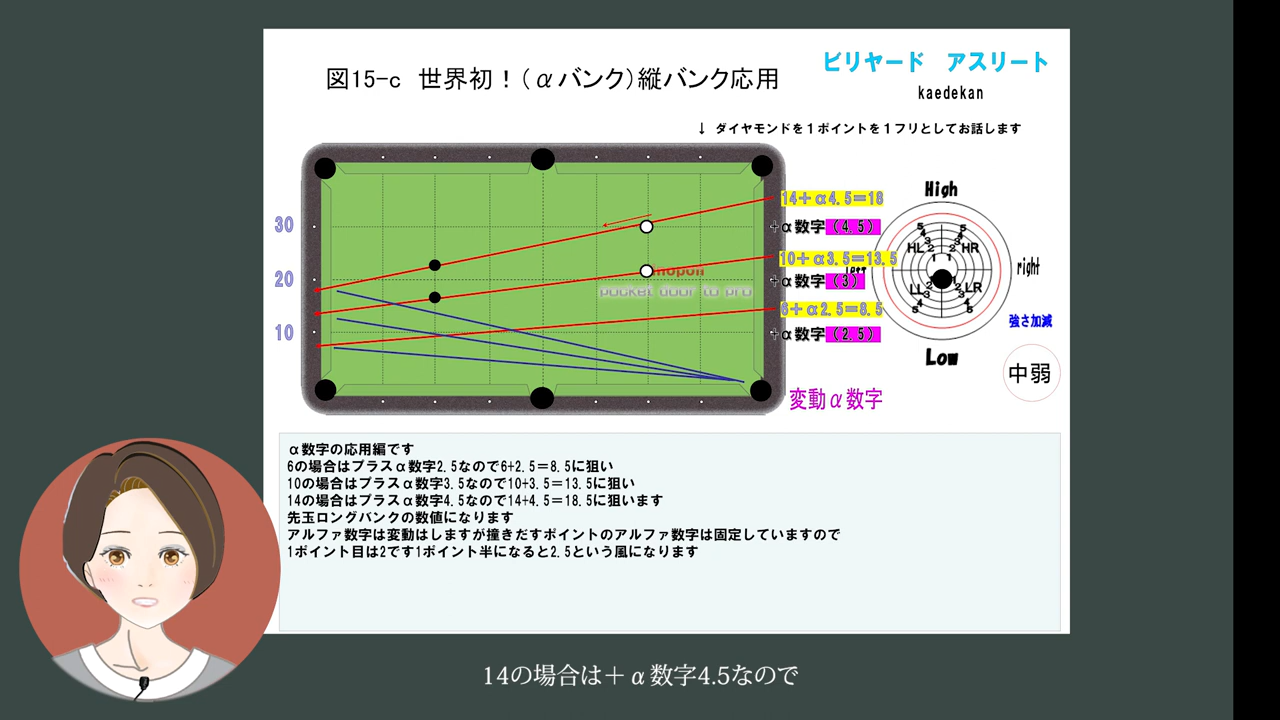 図15-c 世界初！(αバンク)縦バンク応用
ビリヤード アスリート
kaedekan
↓ ダイヤモンドを１ポイントを１フリとしてお話します
30
20
10
14＋α4.5＝18
＋α数字(4.5)
10＋α3.5＝13.5
＋α数字(3)
6＋α2.5＝8.5
＋α数字(2.5)
変動α数字
pocket door to pro
High
HL
HR
right
LL
LR
Low
強さ加減
中弱
α数字の応用編です
6の場合はプラスα数字2.5なので6+2.5＝8.5に狙い
10の場合はプラスα数字3.5なので10+3.5＝13.5に狙い
14の場合はプラスα数字4.5なので14+4.5＝18.5に狙います
先玉ロングバンクの数値になります
アルファ数字は変動はしますが撞きだすポイントのアルファ数字は固定していますので
1ポイント目は2です1ポイント半になると2.5という風になります
14の場合は＋α数字4.5なので